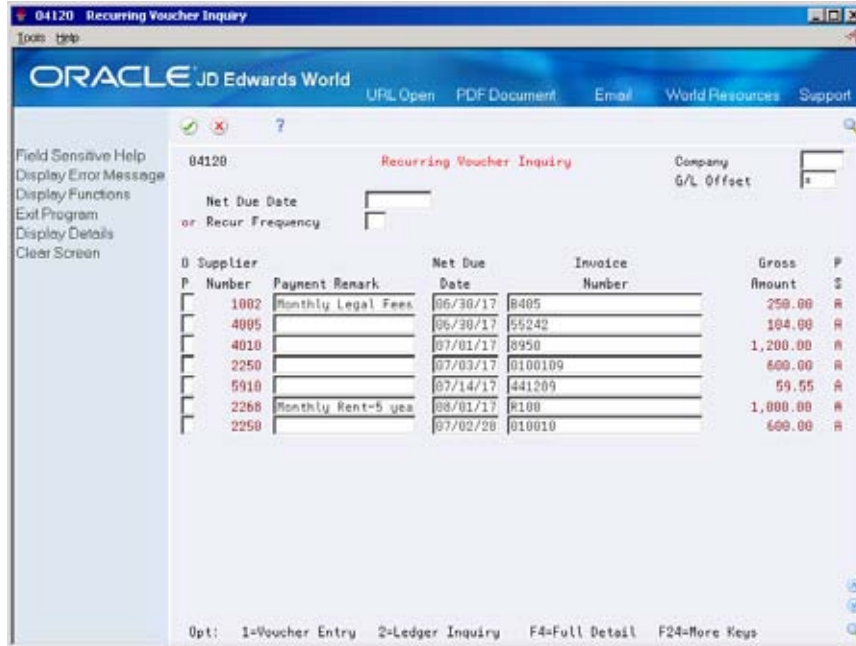 04120 Recurring Voucher Inquiry
Tools Help
ORACLE JD Edwards World
URL Open PDF Document Email World Resources Support
Field Sensitive Help
Display Error Message
Display Functions
Exit Program
Display Details
Clear Screen
04120 Recurring Voucher Inquiry Company
G/L Offset *
Net Due Date
or Recur Frequency
O Supplier Net Due Invoice Gross P
P Number Payment Remark Date Number Amount S
1002 Monthly Legal Fees 06/30/17 8405 250.00 A
4005 06/30/17 55242 104.00 A
4010 07/01/17 8950 1,200.00 A
2250 07/03/17 0100109 600.00 A
5910 07/14/17 441209 59.55 A
2268 Monthly Rent-5 yea 08/01/17 R100 1,000.00 A
2250 07/02/20 010010 600.00 A
Opt: 1=Voucher Entry 2=Ledger Inquiry F4=Full Detail F24=More Keys